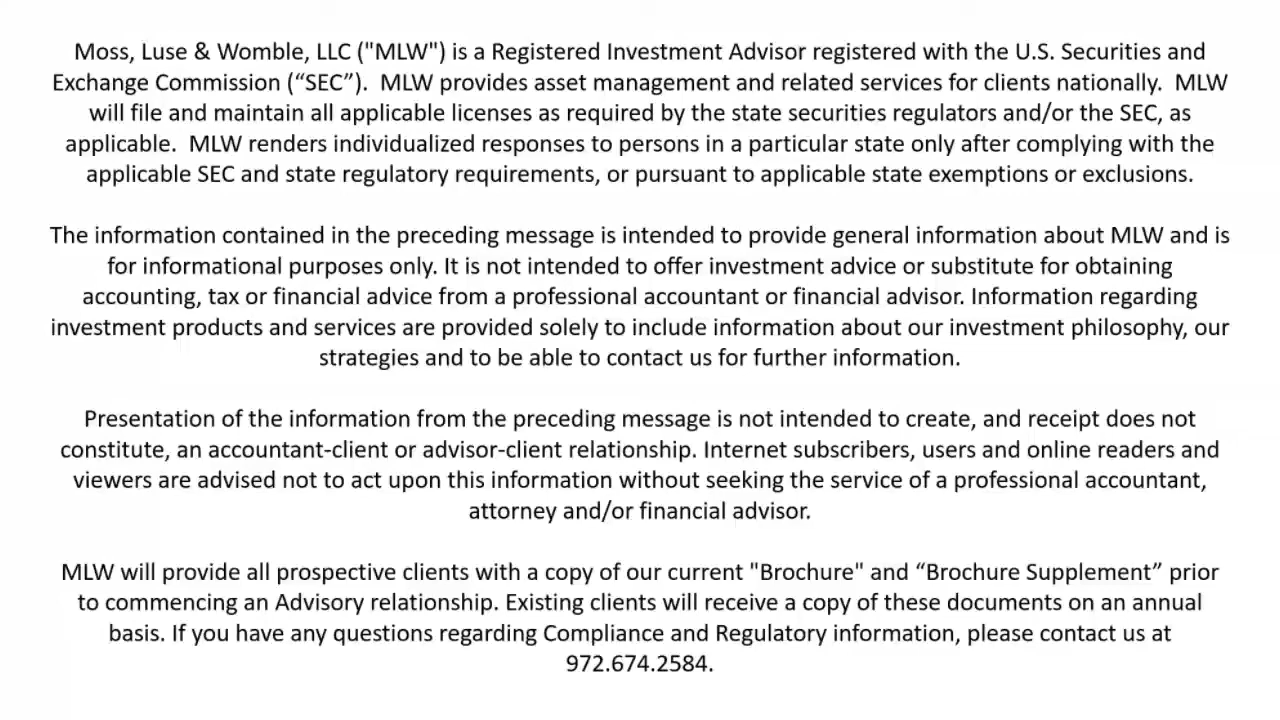 Moss, Luse & Womble, LLC ("MLW") is a Registered Investment Advisor registered with the U.S. Securities and
Exchange Commission (“SEC”).  MLW provides asset management and related services for clients nationally.  MLW
will file and maintain all applicable licenses as required by the state securities regulators and/or the SEC, as
applicable.  MLW renders individualized responses to persons in a particular state only after complying with the
applicable SEC and state regulatory requirements, or pursuant to applicable state exemptions or exclusions.
The information contained in the preceding message is intended to provide general information about MLW and is
for informational purposes only. It is not intended to offer investment advice or substitute for obtaining
accounting, tax or financial advice from a professional accountant or financial advisor. Information regarding
investment products and services are provided solely to include information about our investment philosophy, our
strategies and to be able to contact us for further information.
Presentation of the information from the preceding message is not intended to create, and receipt does not
constitute, an accountant-client or advisor-client relationship. Internet subscribers, users and online readers and
viewers are advised not to act upon this information without seeking the service of a professional accountant,
attorney and/or financial advisor.
MLW will provide all prospective clients with a copy of our current "Brochure" and “Brochure Supplement” prior
to commencing an Advisory relationship. Existing clients will receive a copy of these documents on an annual
basis. If you have any questions regarding Compliance and Regulatory information, please contact us at
972.674.2584.